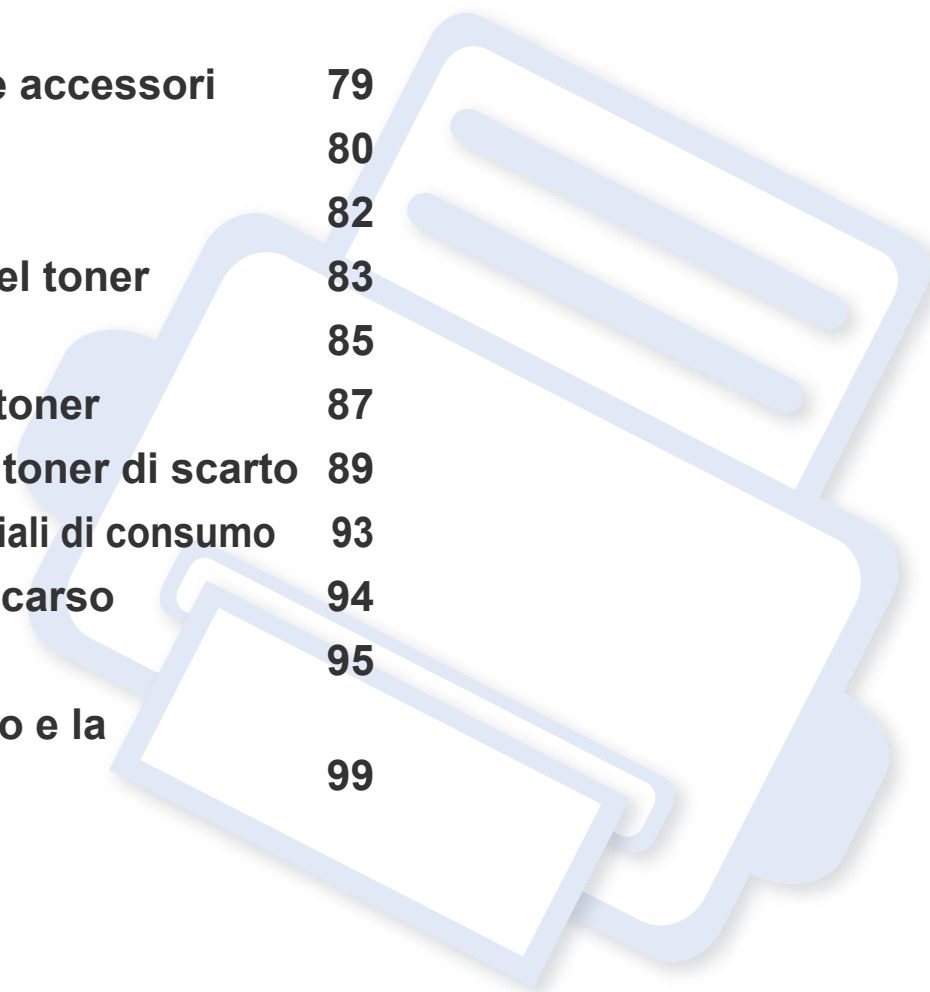 e accessori 79
80
82
el toner 83
85
toner 87
toner di scarto 89
iali di consumo 93
carso 94
95
o e la
99